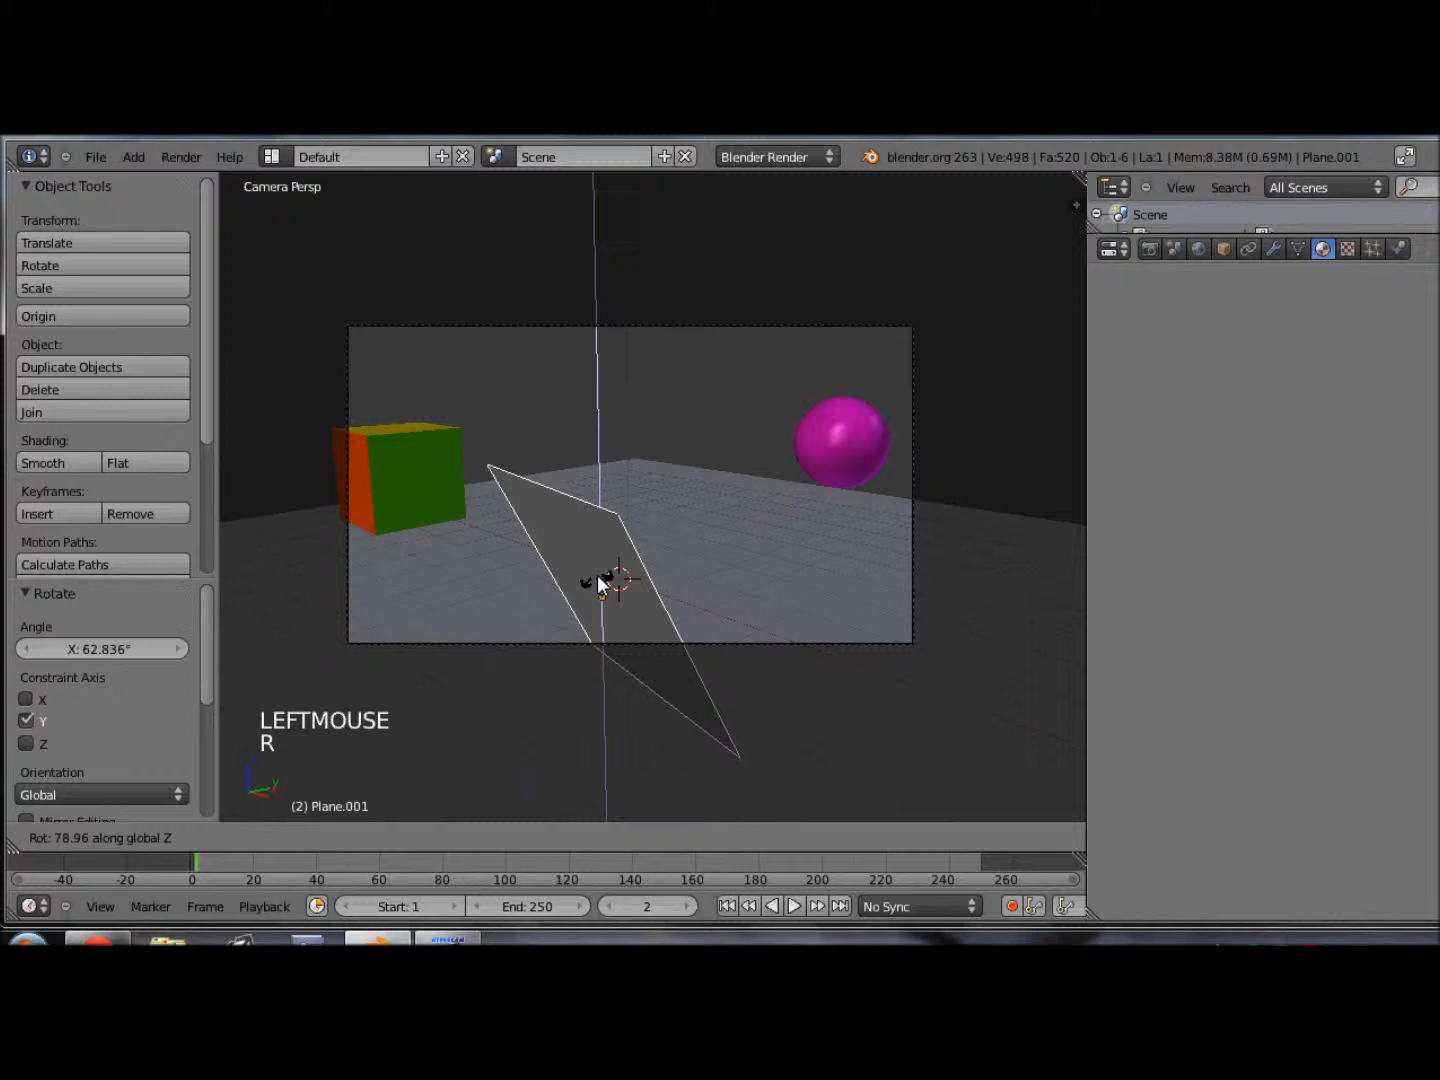 File Add Render Help Default Scene Blender Render blender.org 263 | Ve:498 | Fa:520 | Ob:1-6 | La:1 | Mem:8.38M (0.69M) | Plane.001
Object Tools
Camera Persp
View Search All Scenes
Scene
Transform:
Translate
Rotate
Scale
Origin
Object:
Duplicate Objects
Delete
Join
Shading:
Smooth Flat
Keyframes:
Insert Remove
Motion Paths:
Calculate Paths
Rotate
Angle
X: 62.836°
Constraint Axis
X
Y
Z
Orientation
Global
Mirror Editing
LEFTMOUSE
R
(2) Plane.001
Rot: 78.96 along global Z
-40 -20 0 20 40 60 80 100 120 140 160 180 200 220 240 260
View Marker Frame Playback Start: 1 End: 250 2 No Sync